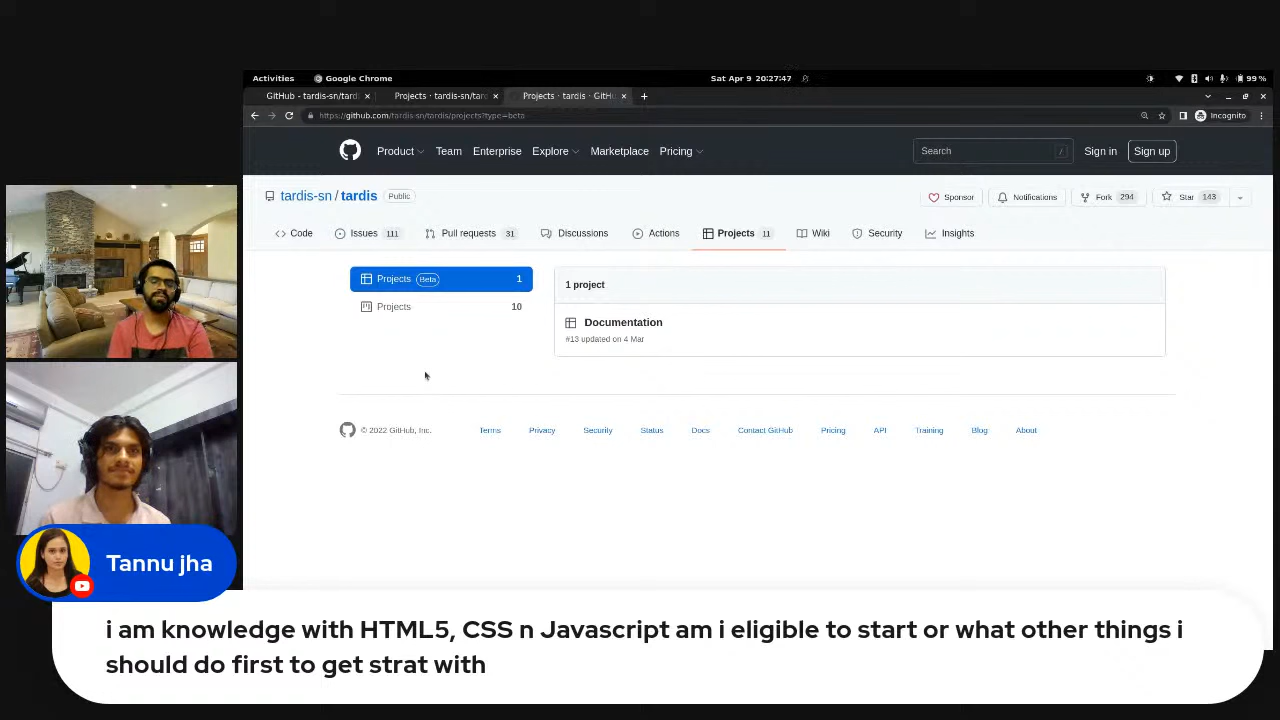 Activities Google Chrome Sat Apr 9 20:27:47 99 %
GitHub - tardis-sn/tardi Projects · tardis-sn/tardi Projects · tardis · GitHu
https://github.com/tardis-sn/tardis/projects?type=beta Incognito
Product Team Enterprise Explore Marketplace Pricing Search / Sign in Sign up
tardis-sn / tardis Public Sponsor Notifications Fork 294 Star 143
Code Issues 111 Pull requests 31 Discussions Actions Projects 11 Wiki Security Insights
Projects Beta 1
1 project
Projects 10
Documentation
#13 updated on 4 Mar
© 2022 GitHub, Inc. Terms Privacy Security Status Docs Contact GitHub Pricing API Training Blog About
Tannu jha
i am knowledge with HTML5, CSS n Javascript am i eligible to start or what other things i
should do first to get strat with